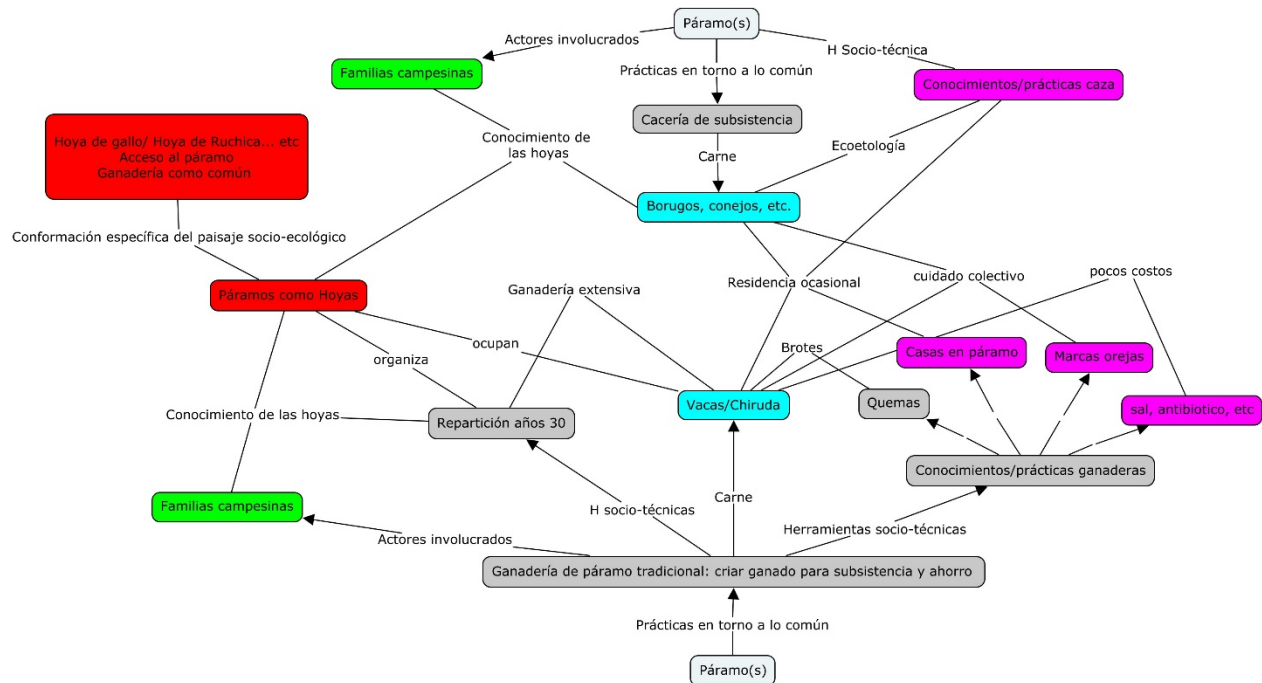 Páramo(s)
Actores involucrados
H Socio-técnica
Familias campesinas
Prácticas en torno a lo común
Conocimientos/prácticas caza
Cacería de subsistencia
Hoya de gallo/ Hoya de Ruchica... etc
Acceso al páramo
Ganadería como común
Conocimiento de
las hoyas
Ecoetología
Carne
Borugos, conejos, etc.
Conformación específica del paisaje socio-ecológico
Páramos como Hoyas
Ganadería extensiva
Residencia ocasional
cuidado colectivo
pocos costos
ocupan
organiza
Brotes
Casas en páramo
Marcas orejas
Vacas/Chiruda
Quemas
sal, antibiotico, etc
Conocimiento de las hoyas
Repartición años 30
Conocimientos/prácticas ganaderas
Familias campesinas
Carne
H socio-técnicas
Herramientas socio-técnicas
Actores involucrados
Ganadería de páramo tradicional: criar ganado para subsistencia y ahorro
Prácticas en torno a lo común
Páramo(s)